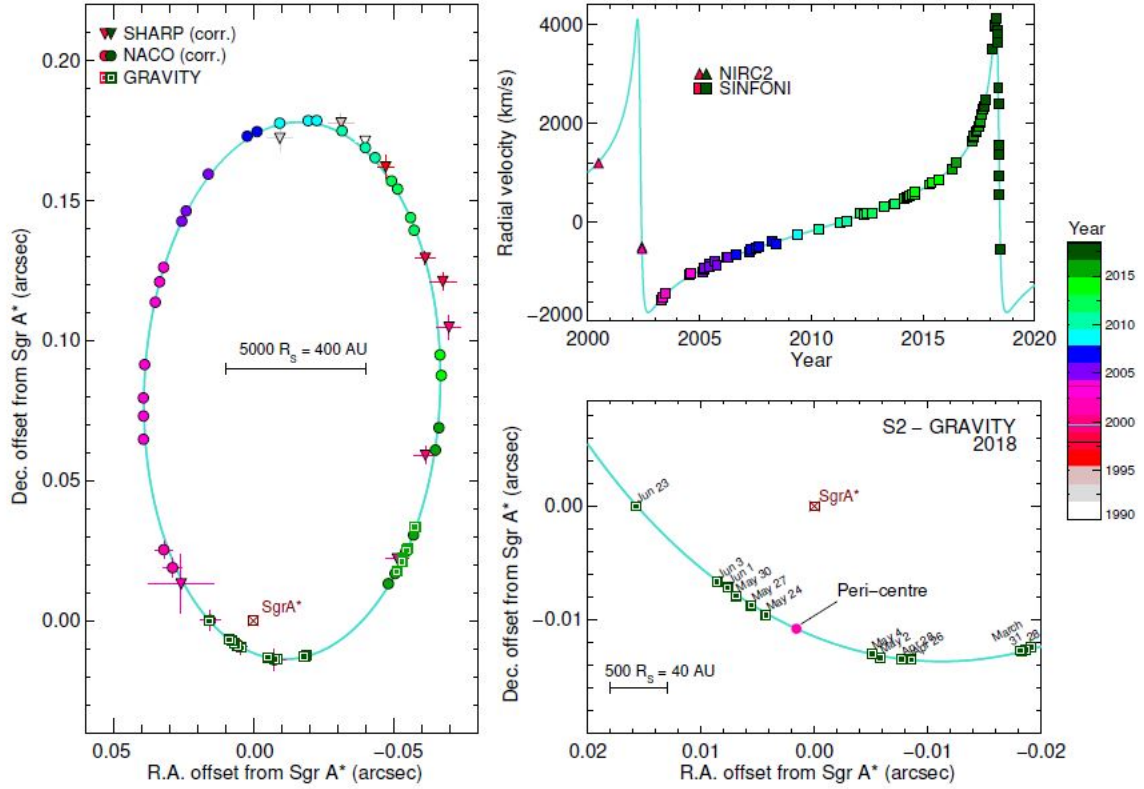 SHARP (corr.)
NACO (corr.)
GRAVITY
0.20
0.15
0.10
0.05
0.00
Dec. offset from Sgr A* (arcsec)
5000 R_S = 400 AU
SgrA*
0.05
0.00
−0.05
R.A. offset from Sgr A* (arcsec)
4000
2000
0
−2000
Radial velocity (km/s)
NIRC2
SINFONI
2000
2005
2010
2015
2020
Year
S2 − GRAVITY
2018
0.00
−0.01
Dec. offset from Sgr A* (arcsec)
Jun 23
SgrA*
Jun 3
Jun 1
May 30
May 27
May 24
Peri-centre
May 4
May 2
Apr 28
Apr 26
March
31
28
500 R_S = 40 AU
0.02
0.01
0.00
−0.01
−0.02
R.A. offset from Sgr A* (arcsec)
Year
2015
2010
2005
2000
1995
1990